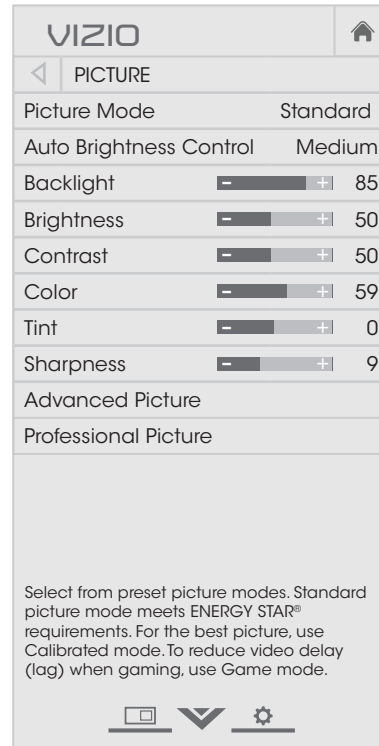 VIZIO
PICTURE
Picture Mode Standard
Auto Brightness Control Medium
Backlight - + 85
Brightness - + 50
Contrast - + 50
Color - + 59
Tint - + 0
Sharpness - + 9
Advanced Picture
Professional Picture
Select from preset picture modes. Standard
picture mode meets ENERGY STAR®
requirements. For the best picture, use
Calibrated mode. To reduce video delay
(lag) when gaming, use Game mode.